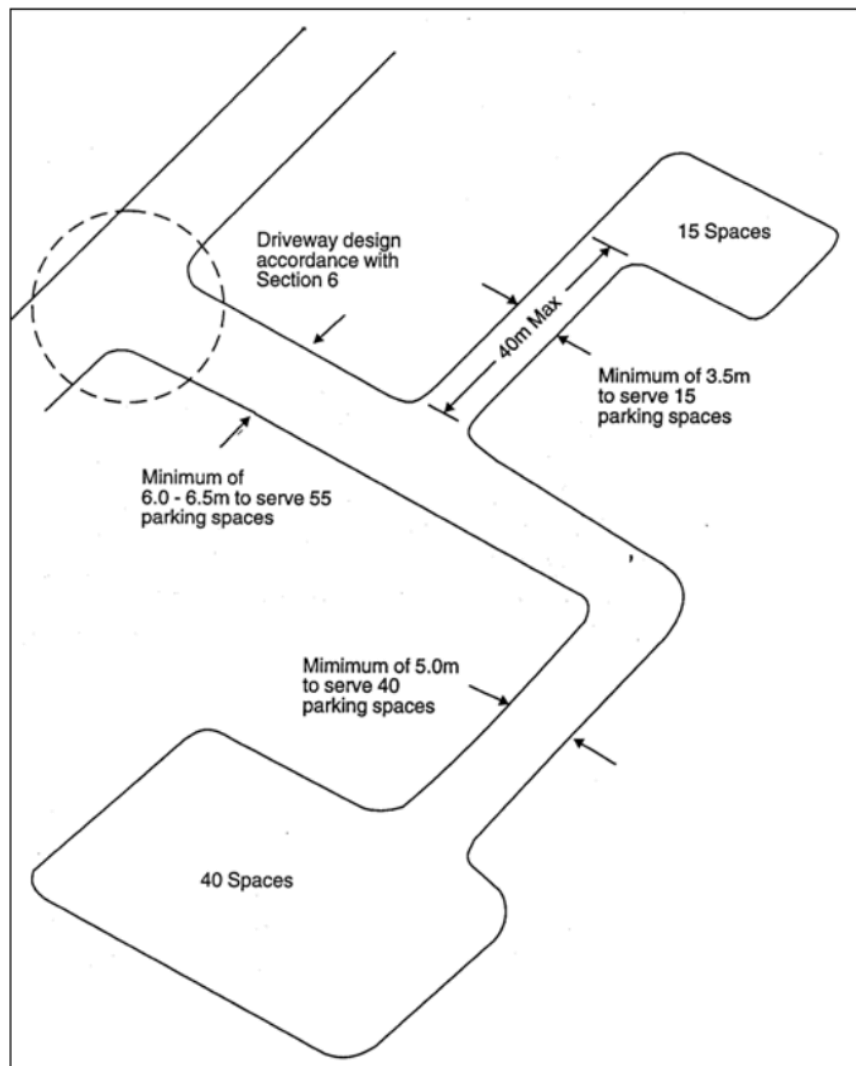 15 Spaces
Driveway design
accordance with
Section 6
40m Max
Minimum of 3.5m
to serve 15
parking spaces
Minimum of
6.0 - 6.5m to serve 55
parking spaces
Mimimum of 5.0m
to serve 40
parking spaces
40 Spaces